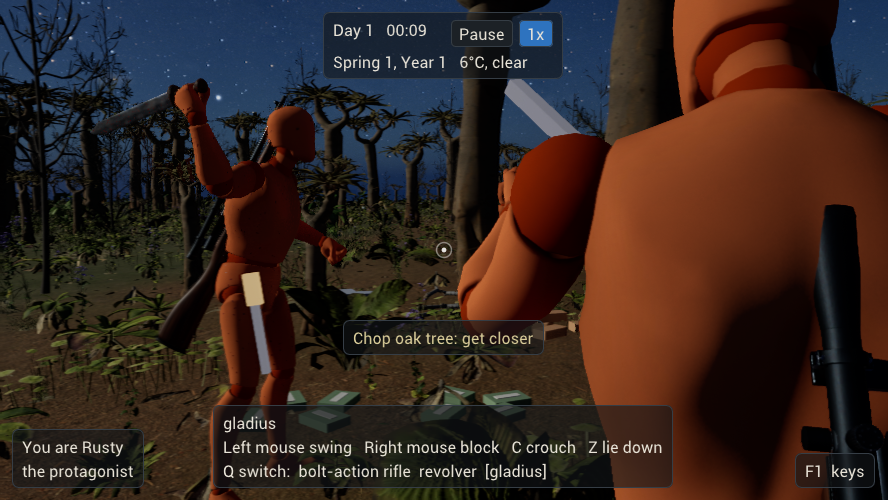 Day 1 00:09 Pause 1x
Spring 1, Year 1 6°C, clear
Chop oak tree: get closer
gladius
Left mouse swing Right mouse block C crouch Z lie down
Q switch: bolt-action rifle revolver [gladius]
You are Rusty
the protagonist
F1 keys